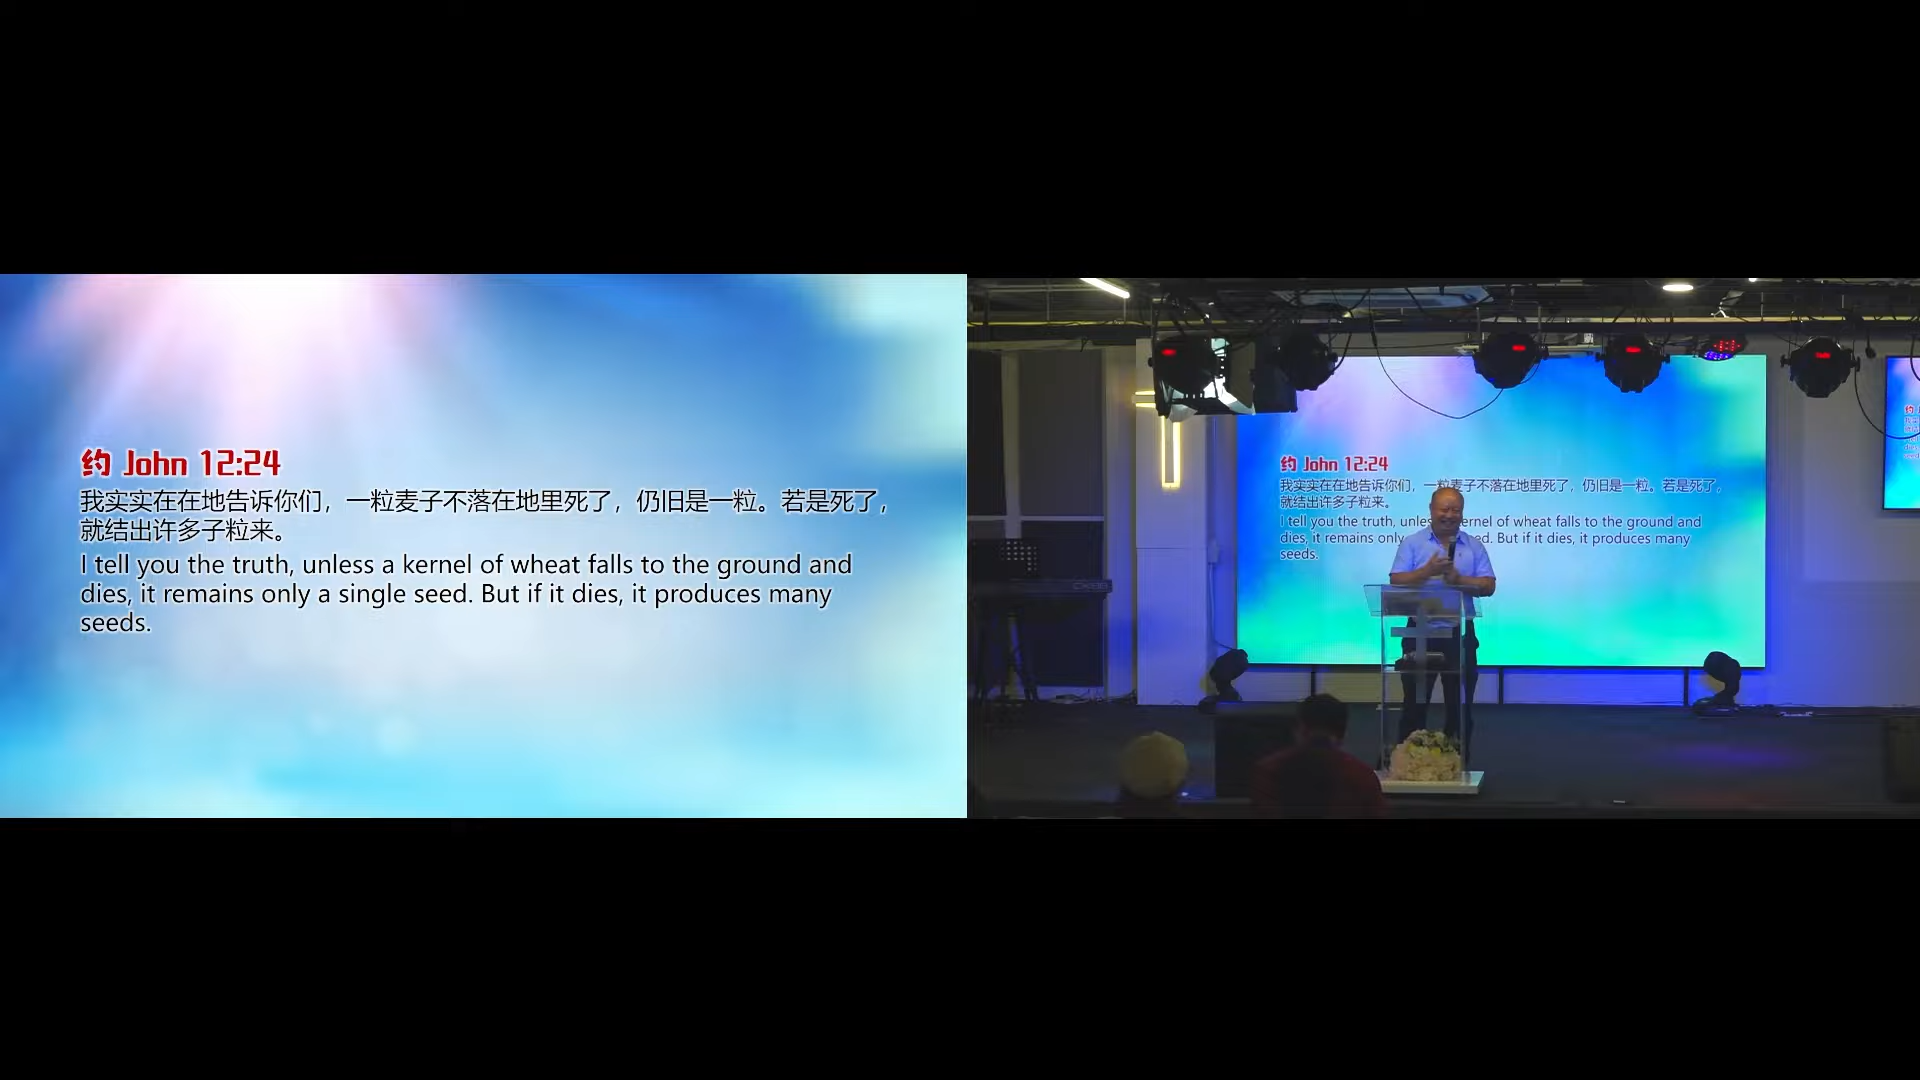 约 John 12:24
我实实在在地告诉你们，一粒麦子不落在地里死了，仍旧是一粒。若是死了，
就结出许多子粒来。
I tell you the truth, unless a kernel of wheat falls to the ground and
dies, it remains only a single seed. But if it dies, it produces many
seeds.
约 John 12:24
我实实在在地告诉你们，一粒麦子不落在地里死了，仍旧是一粒。若是死了，
就结出许多子粒来。
I tell you the truth, unless kernel of wheat falls to the ground and
dies, it remains only But if it dies, it produces many
seeds.